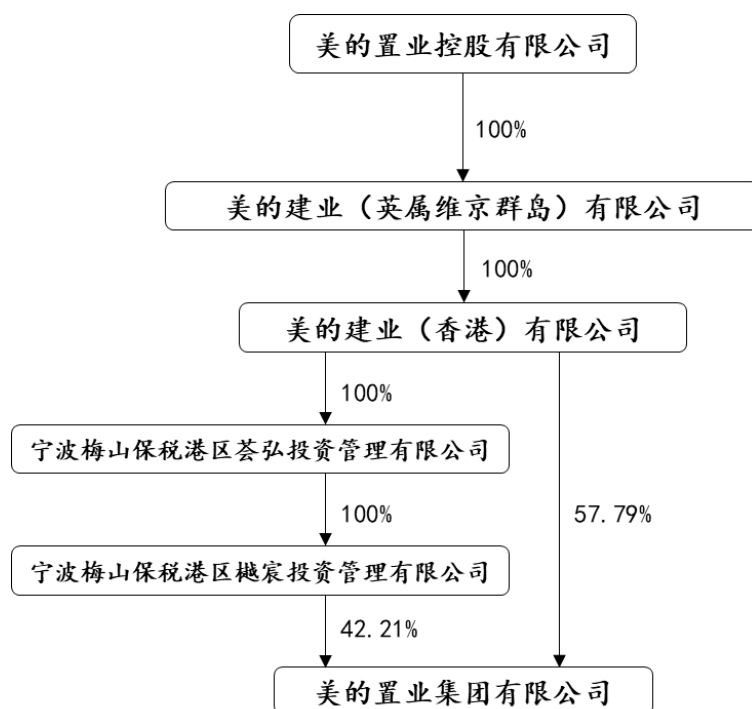 美的置业控股有限公司
100%
美的建业（英属维京群岛）有限公司
100%
美的建业（香港）有限公司
100%
宁波梅山保税港区荟弘投资管理有限公司
100%
57.79%
宁波梅山保税港区樾宸投资管理有限公司
42.21%
美的置业集团有限公司